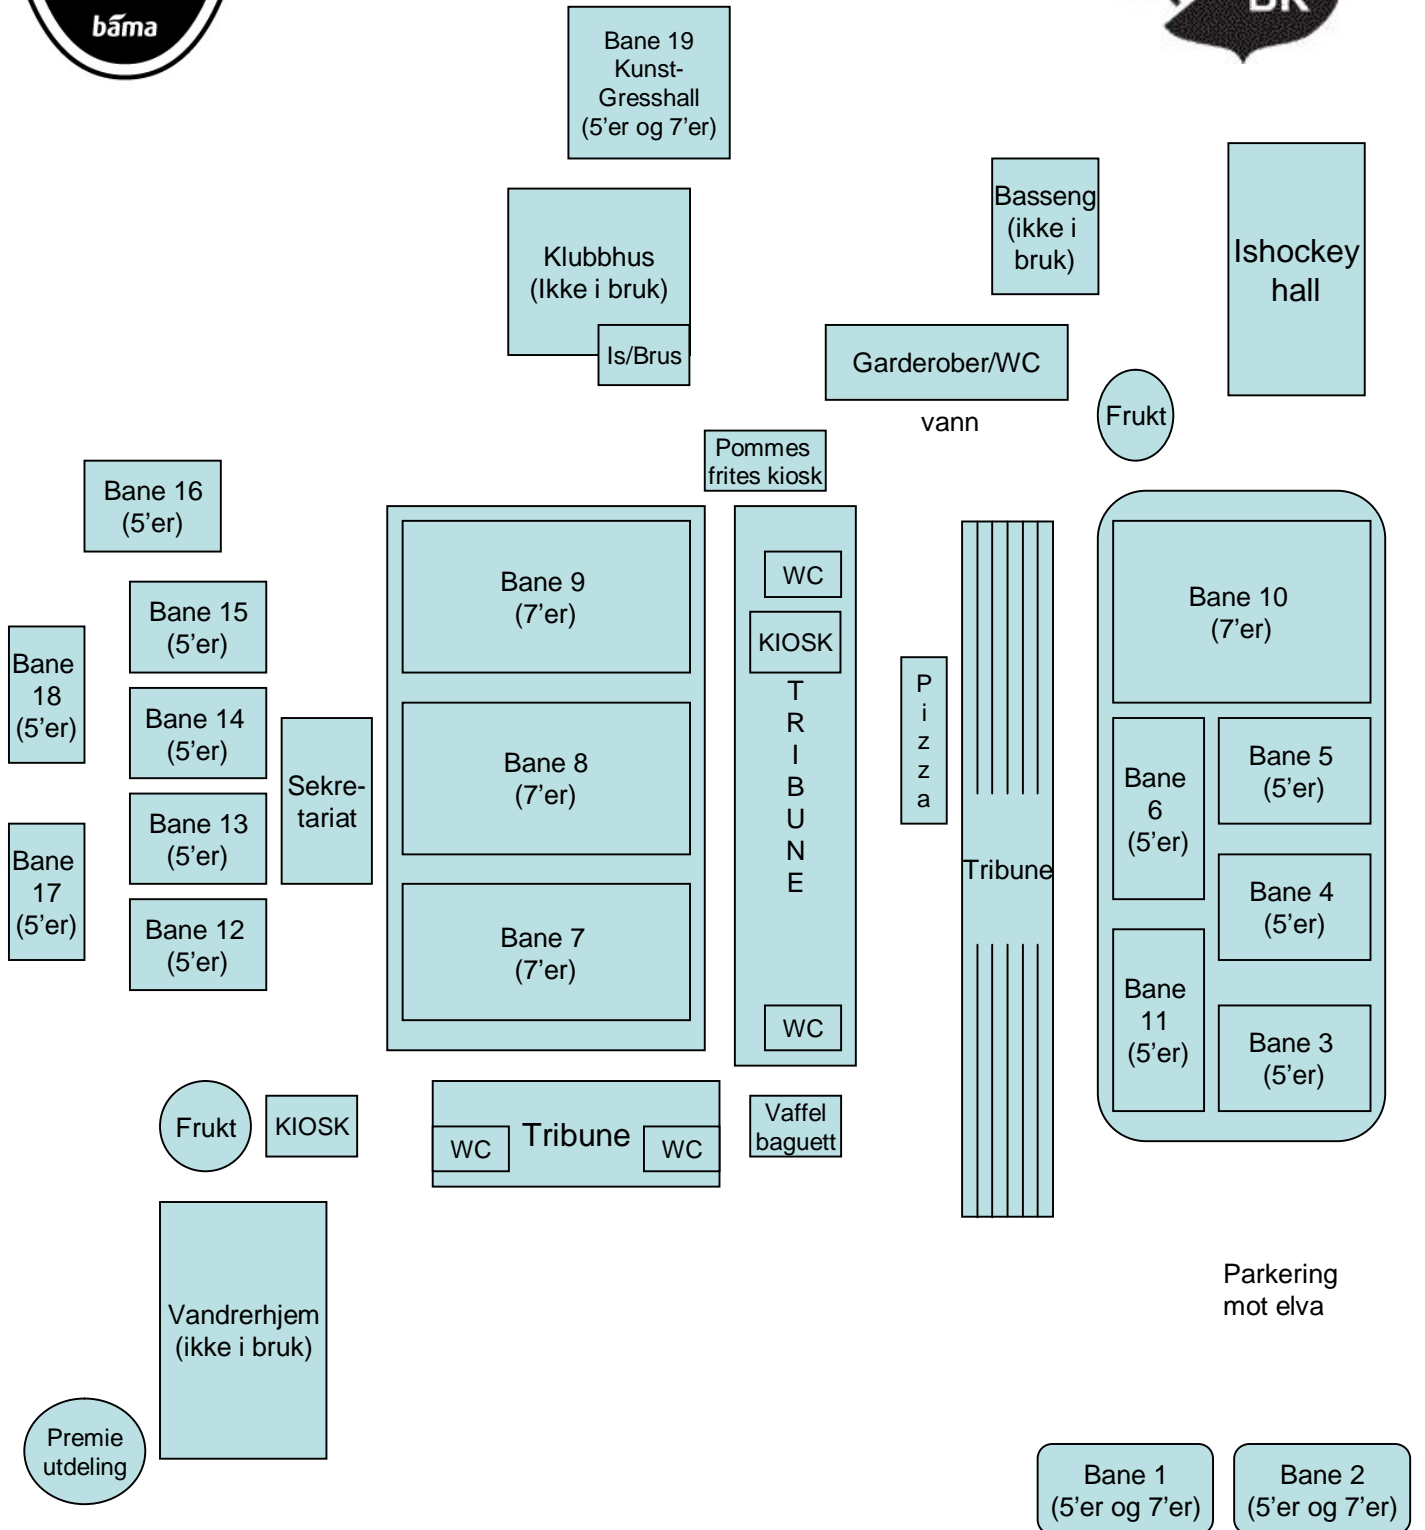 båma
BK
Bane 19
Kunst-
Gresshall
(5’er og 7’er)
Basseng
(ikke i
bruk)
Ishockey
hall
Klubbhus
(Ikke i bruk)
Is/Brus
Garderober/WC
vann
Frukt
Pommes
frites kiosk
Bane 16
(5’er)
Bane 9
(7’er)
WC
KIOSK
TRIBUNE
WC
Bane 10
(7’er)
Bane 15
(5’er)
Bane
18
(5’er)
Bane 14
(5’er)
Sekre-
tariat
Bane 8
(7’er)
Pizza
Tribune
Bane
6
(5’er)
Bane 5
(5’er)
Bane 13
(5’er)
Bane
17
(5’er)
Bane 4
(5’er)
Bane 12
(5’er)
Bane 7
(7’er)
Bane
11
(5’er)
Bane 3
(5’er)
Frukt
KIOSK
WC
Tribune
WC
Vaffel
baguett
Vandrerhjem
(ikke i bruk)
Parkering
mot elva
Premie
utdeling
Bane 1
(5’er og 7’er)
Bane 2
(5’er og 7’er)